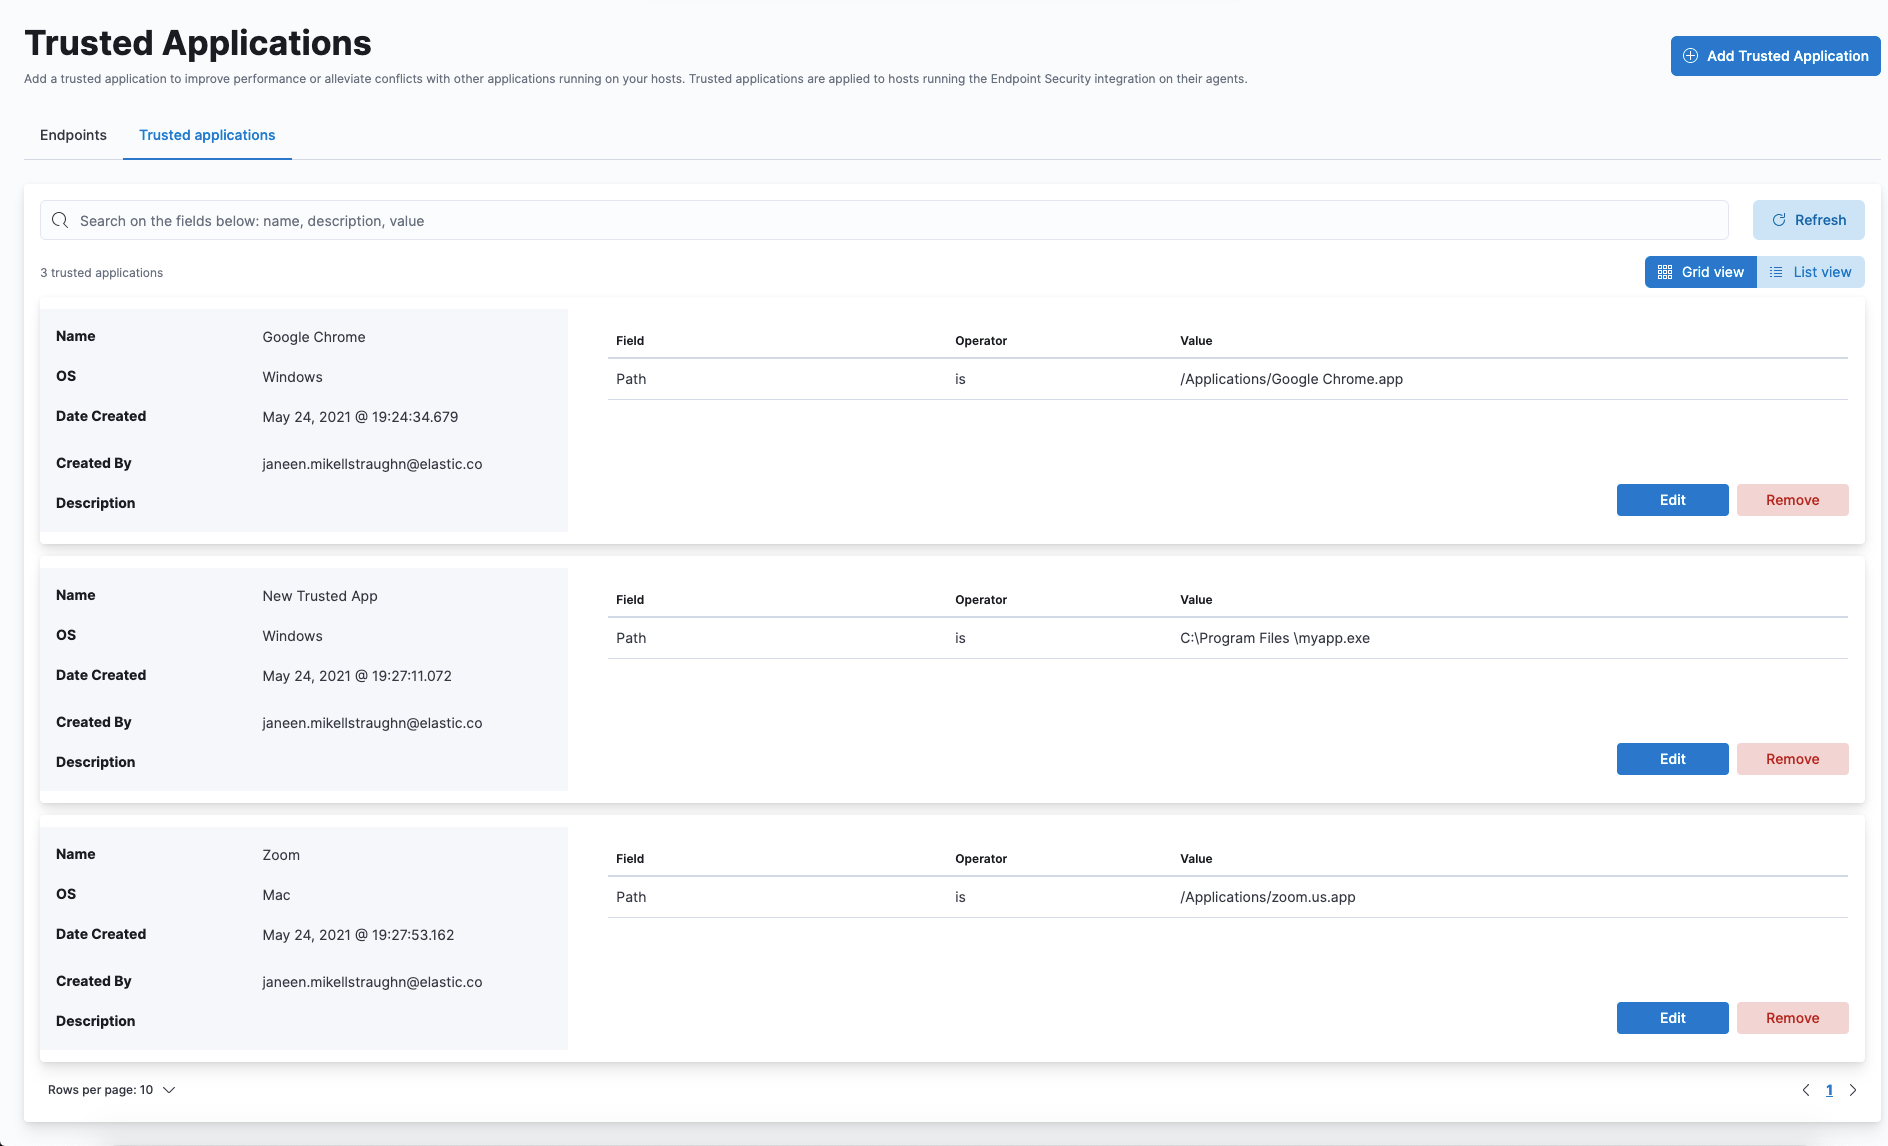 Trusted Applications
Add Trusted Application
Add a trusted application to improve performance or alleviate conflicts with other applications running on your hosts. Trusted applications are applied to hosts running the Endpoint Security integration on their agents.
Endpoints Trusted applications
Search on the fields below: name, description, value
Refresh
3 trusted applications
Grid view List view
Name Google Chrome
OS Windows
Date Created May 24, 2021 @ 19:24:34.679
Created By janeen.mikellstraughn@elastic.co
Description
Field Operator Value
Path is /Applications/Google Chrome.app
Edit Remove
Name New Trusted App
OS Windows
Date Created May 24, 2021 @ 19:27:11.072
Created By janeen.mikellstraughn@elastic.co
Description
Field Operator Value
Path is C:\Program Files \myapp.exe
Edit Remove
Name Zoom
OS Mac
Date Created May 24, 2021 @ 19:27:53.162
Created By janeen.mikellstraughn@elastic.co
Description
Field Operator Value
Path is /Applications/zoom.us.app
Edit Remove
Rows per page: 10
1